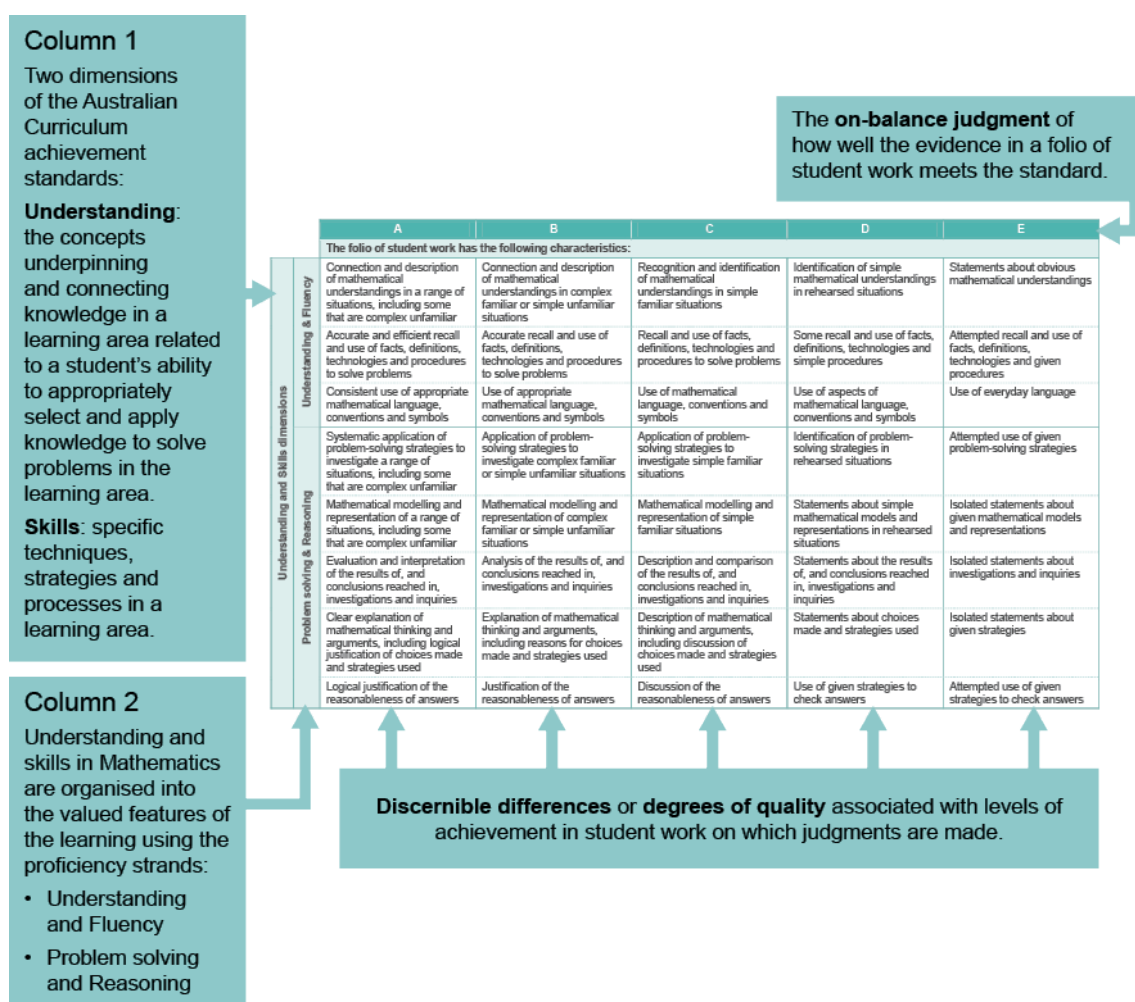 Column 1
Two dimensions
of the Australian
Curriculum
achievement
standards:
Understanding:
the concepts
underpinning
and connecting
knowledge in a
learning area related
to a student's ability
to appropriately
select and apply
knowledge to solve
problems in the
learning area.
Skills: specific
techniques,
strategies and
processes in a
learning area.
Column 2
Understanding and
skills in Mathematics
are organised into
the valued features of
the learning using the
proficiency strands:
• Understanding
and Fluency
• Problem solving
and Reasoning
The on-balance judgment of
how well the evidence in a folio of
student work meets the standard.
A
B
C
D
E
The folio of student work has the following characteristics:
Understanding and Skills dimensions
Understanding & Fluency
Connection and description
of mathematical
understandings in a range of
situations, including some
that are complex unfamiliar
Connection and description
of mathematical
understandings in complex
familiar or simple unfamiliar
situations
Recognition and identification
of mathematical
understandings in simple
familiar situations
Identification of simple
mathematical understandings
in rehearsed situations
Statements about obvious
mathematical understandings
Accurate and efficient recall
and use of facts, definitions,
technologies and procedures
to solve problems
Accurate recall and use of
facts, definitions,
technologies and procedures
to solve problems
Recall and use of facts,
definitions, technologies and
procedures to solve problems
Some recall and use of facts,
definitions, technologies and
simple procedures
Attempted recall and use of
facts, definitions,
technologies and given
procedures
Consistent use of appropriate
mathematical language,
conventions and symbols
Use of appropriate
mathematical language,
conventions and symbols
Use of mathematical
language, conventions and
symbols
Use of aspects of
mathematical language,
conventions and symbols
Use of everyday language
Problem solving & Reasoning
Systematic application of
problem-solving strategies to
investigate a range of
situations, including some
that are complex unfamiliar
Application of problem-
solving strategies to
investigate complex familiar
or simple unfamiliar situations
Application of problem-
solving strategies to
investigate simple familiar
situations
Identification of problem-
solving strategies in
rehearsed situations
Attempted use of given
problem-solving strategies
Mathematical modelling and
representation of a range of
situations, including some
that are complex unfamiliar
Mathematical modelling and
representation of complex
familiar or simple unfamiliar
situations
Mathematical modelling and
representation of simple
familiar situations
Statements about simple
mathematical models and
representations in rehearsed
situations
Isolated statements about
given mathematical models
and representations
Evaluation and interpretation
of the results of, and
conclusions reached in,
investigations and inquiries
Analysis of the results of, and
conclusions reached in,
investigations and inquiries
Description and comparison
of the results of, and
conclusions reached in,
investigations and inquiries
Statements about the results
of, and conclusions reached
in, investigations and
inquiries
Isolated statements about
investigations and inquiries
Clear explanation of
mathematical thinking and
arguments, including logical
justification of choices made
and strategies used
Explanation of mathematical
thinking and arguments,
including reasons for choices
made and strategies used
Description of mathematical
thinking and arguments,
including discussion of
choices made and strategies
used
Statements about choices
made and strategies used
Isolated statements about
given strategies
Logical justification of the
reasonableness of answers
Justification of the
reasonableness of answers
Discussion of the
reasonableness of answers
Use of given strategies to
check answers
Attempted use of given
strategies to check answers
Discernible differences or degrees of quality associated with levels of
achievement in student work on which judgments are made.